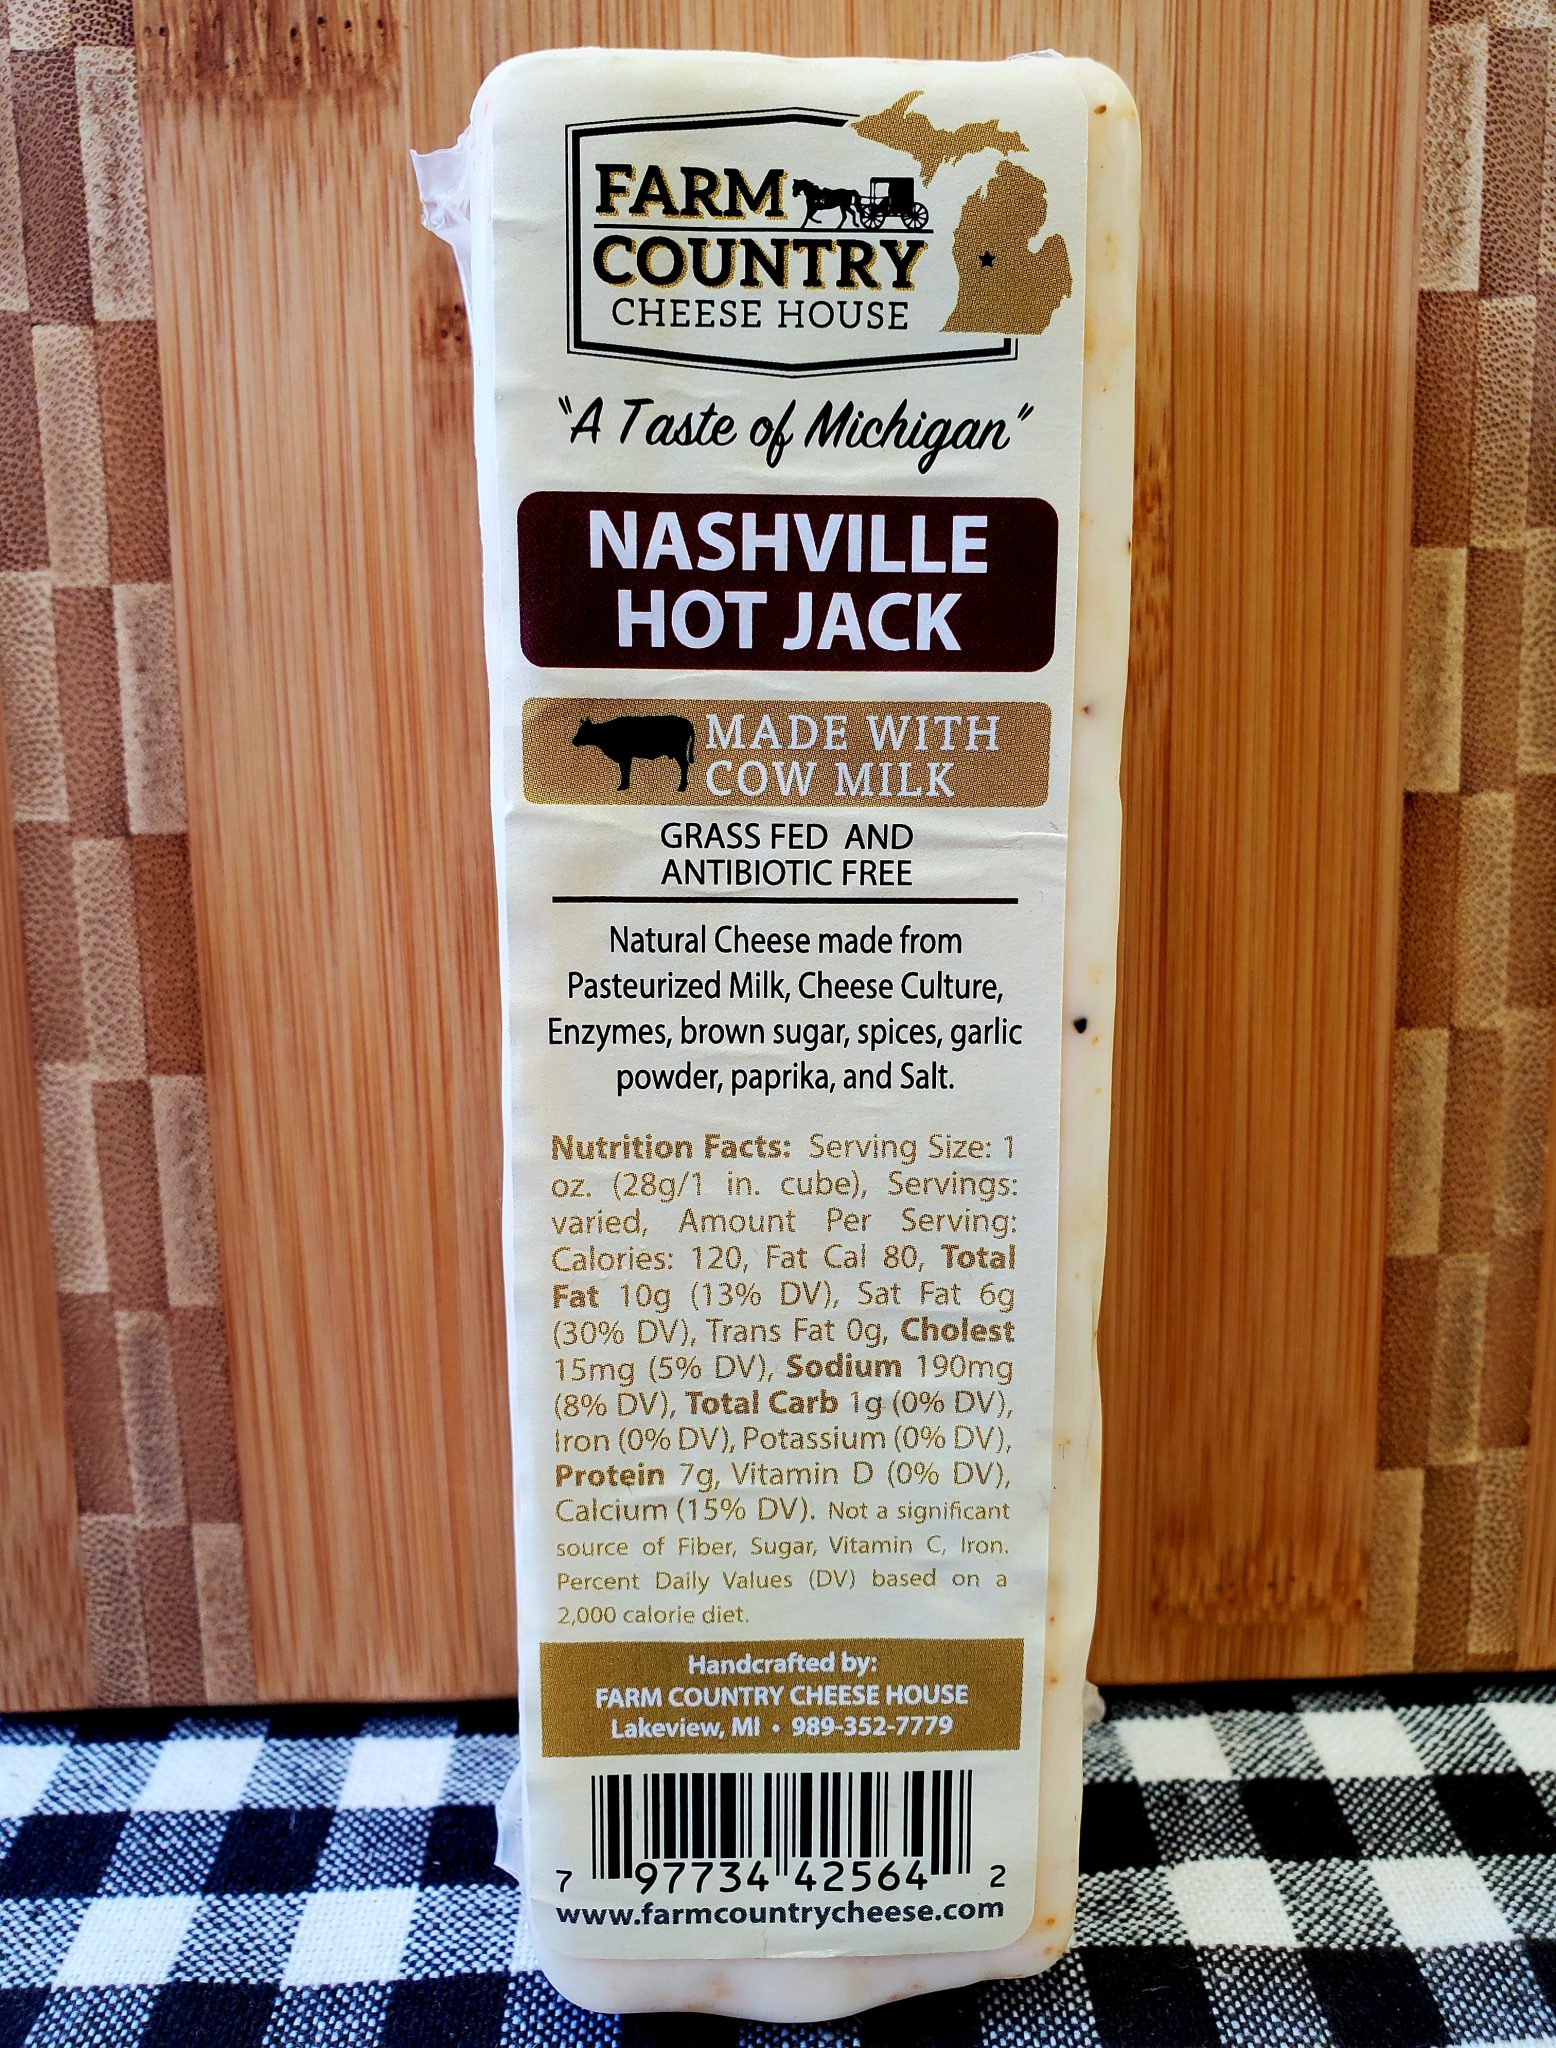 FARM
COUNTRY
CHEESE HOUSE
"A Taste of Michigan"
NASHVILLE
HOT JACK
MADE WITH
COW MILK
GRASS FED AND
ANTIBIOTIC FREE
Natural Cheese made from
Pasteurized Milk, Cheese Culture,
Enzymes, brown sugar, spices, garlic
powder, paprika, and Salt.
Nutrition Facts: Serving Size: 1
oz. (28g/1 in. cube), Servings:
varied, Amount Per Serving:
Calories: 120, Fat Cal 80, Total
Fat 10g (13% DV), Sat Fat 6g
(30% DV), Trans Fat 0g, Cholest
15mg (5% DV), Sodium 190mg
(8% DV), Total Carb 1g (0% DV),
Iron (0% DV), Potassium (0% DV),
Protein 7g, Vitamin D (0% DV),
Calcium (15% DV). Not a significant
source of Fiber, Sugar, Vitamin C, Iron.
Percent Daily Values (DV) based on a
2,000 calorie diet.
Handcrafted by:
FARM COUNTRY CHEESE HOUSE
Lakeview, MI • 989-352-7779
7 97734 42564 2
www.farmcountrycheese.com